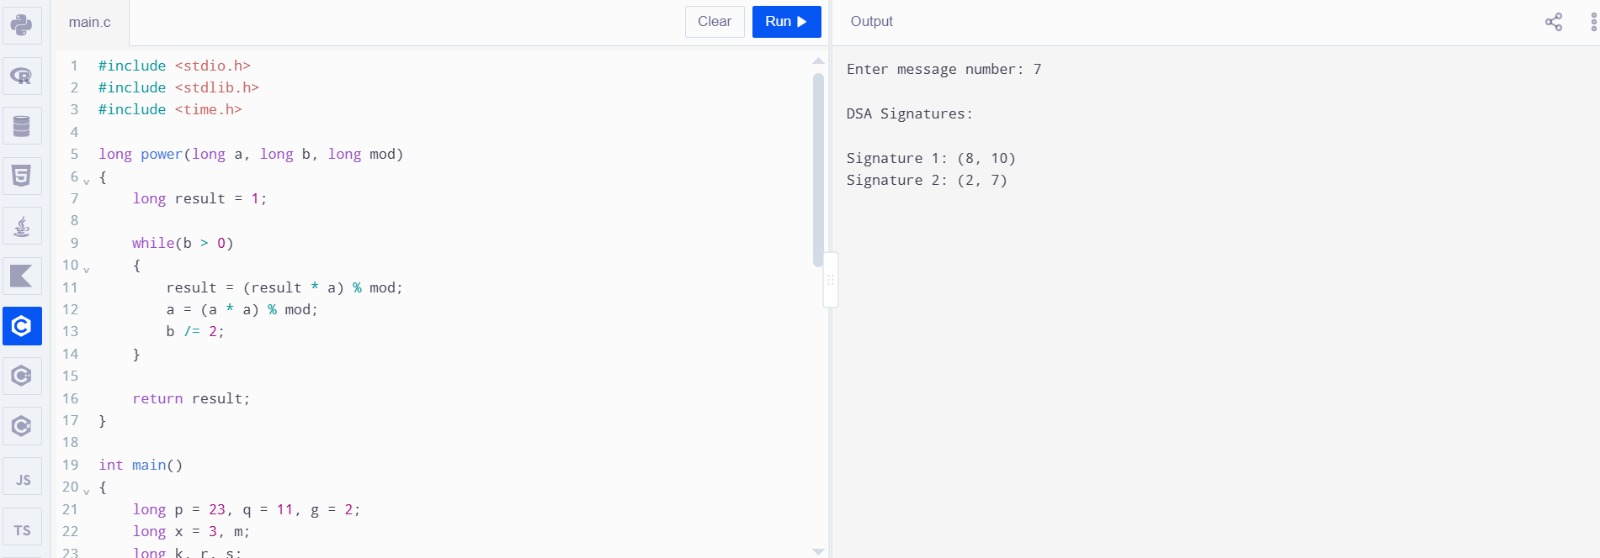 main.c
Clear
Run
Output
1 #include <stdio.h>
2 #include <stdlib.h>
3 #include <time.h>
4
5 long power(long a, long b, long mod)
6 {
7     long result = 1;
8
9     while(b > 0)
10     {
11         result = (result * a) % mod;
12         a = (a * a) % mod;
13         b /= 2;
14     }
15
16     return result;
17 }
18
19 int main()
20 {
21     long p = 23, q = 11, g = 2;
22     long x = 3, m;
23     long k, r, s;
Enter message number: 7
DSA Signatures:
Signature 1: (8, 10)
Signature 2: (2, 7)
R
5
C
C
C
JS
TS